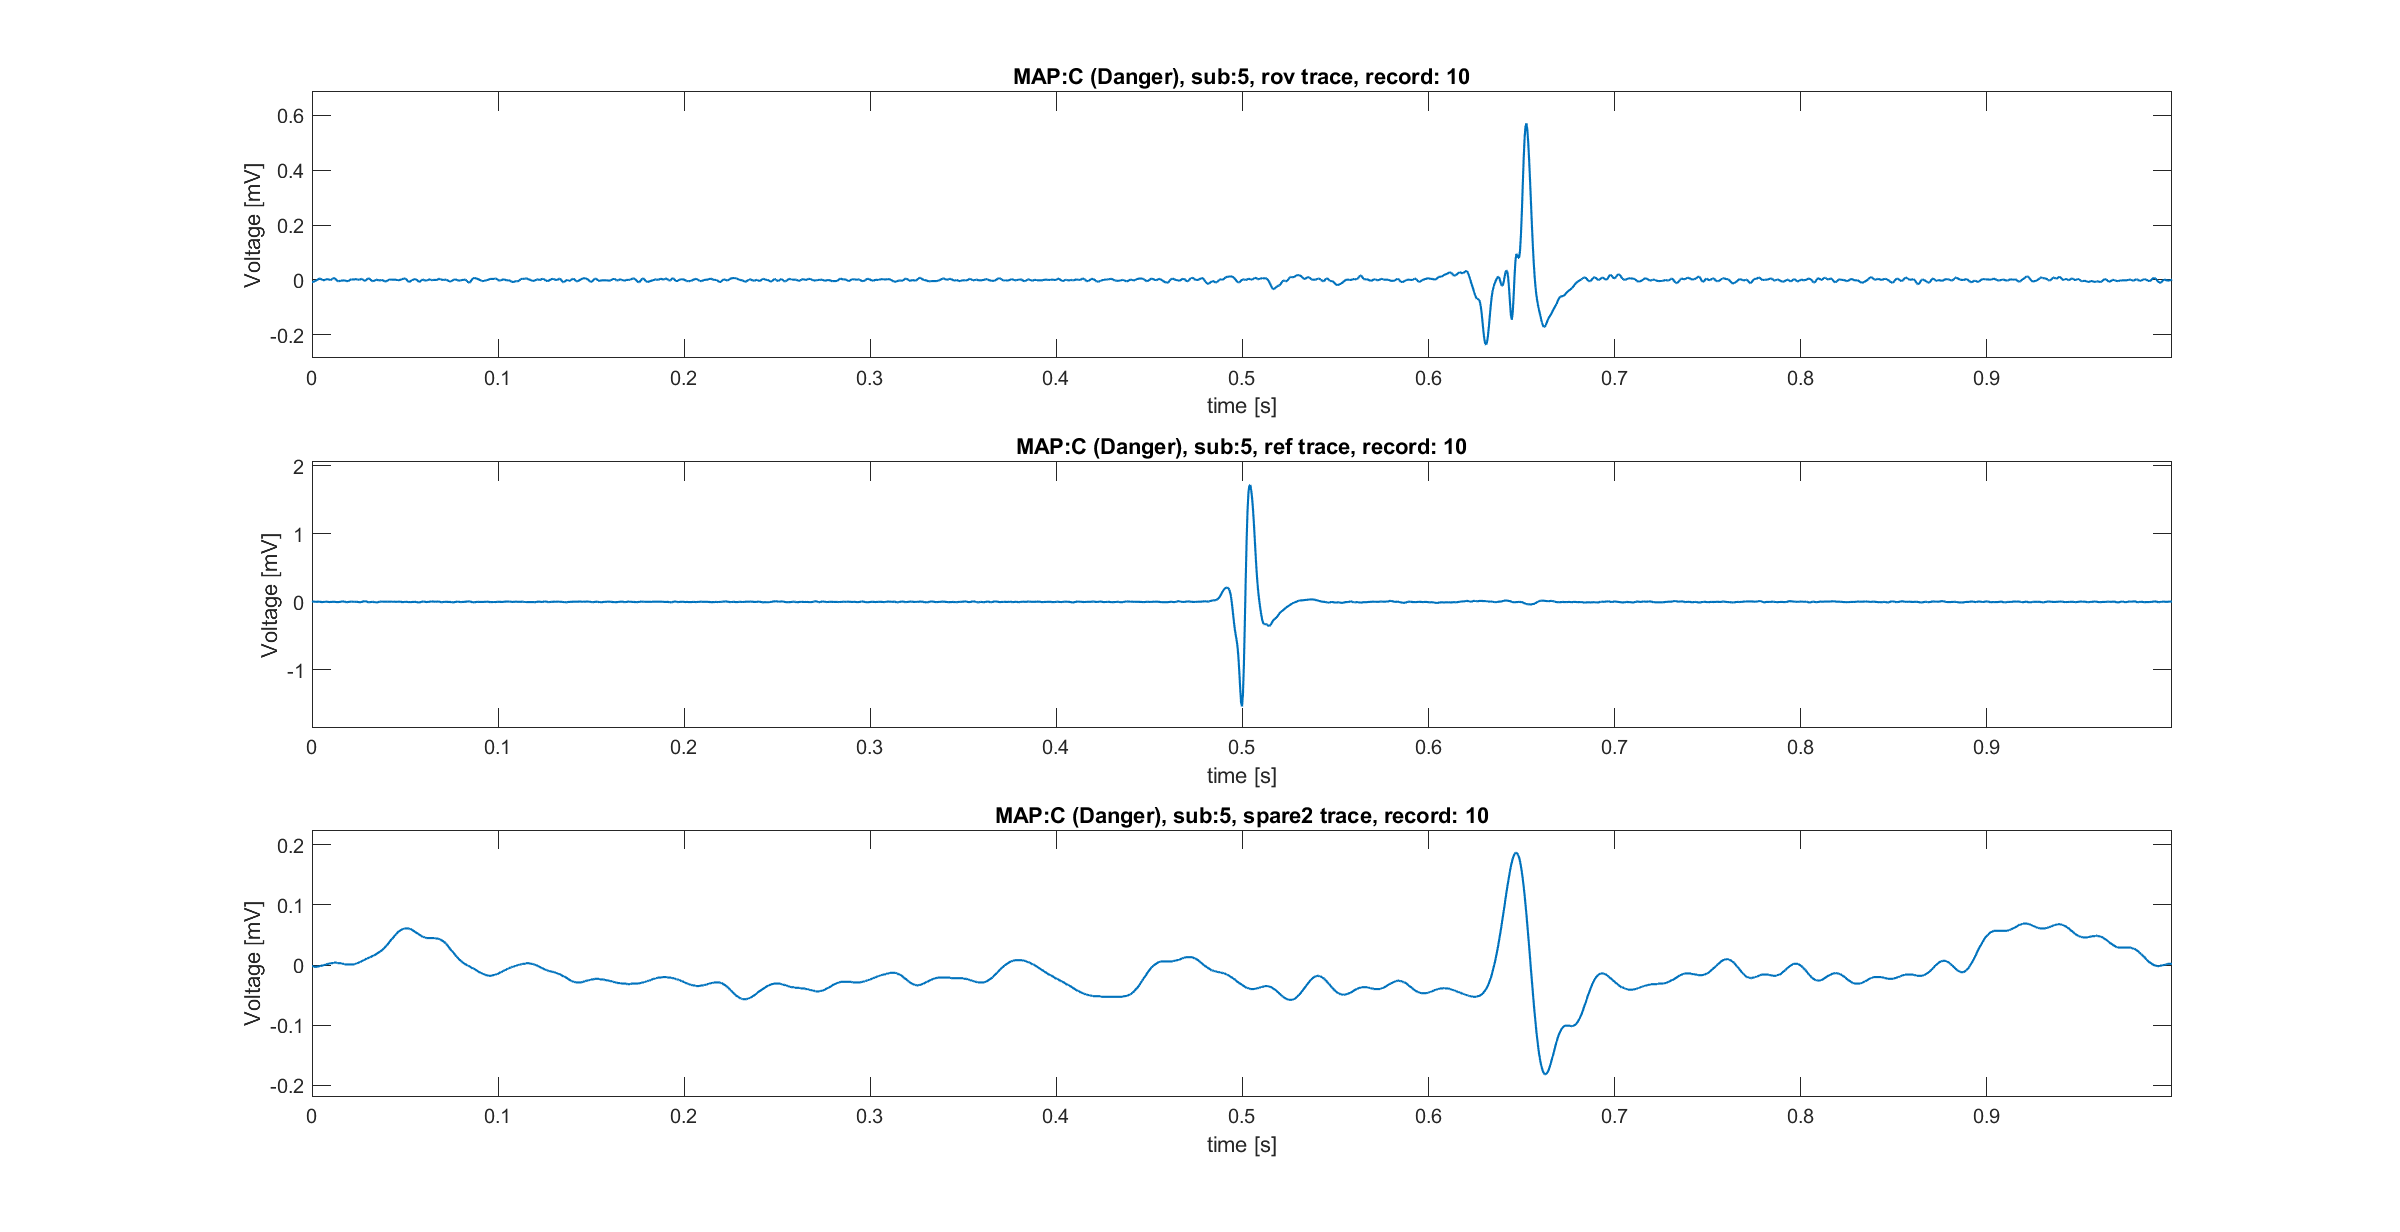 MAP:C (Danger), sub:5, rov trace, record: 10
0.6
0.4
0.2
0
-0.2
Voltage [mV]
0 0.1 0.2 0.3 0.4 0.5 0.6 0.7 0.8 0.9
time [s]
MAP:C (Danger), sub:5, ref trace, record: 10
2
1
0
-1
Voltage [mV]
0 0.1 0.2 0.3 0.4 0.5 0.6 0.7 0.8 0.9
time [s]
MAP:C (Danger), sub:5, spare2 trace, record: 10
0.2
0.1
0
-0.1
-0.2
Voltage [mV]
0 0.1 0.2 0.3 0.4 0.5 0.6 0.7 0.8 0.9
time [s]